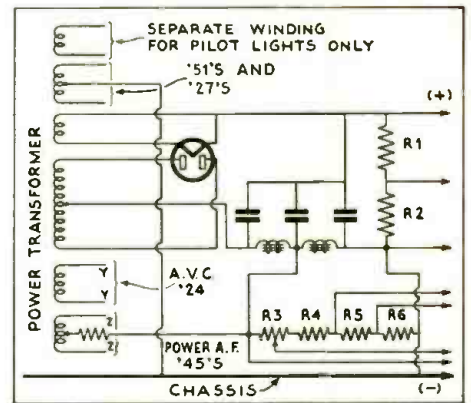 SEPARATE WINDING
FOR PILOT LIGHTS ONLY
'51'S AND
'27'S
(+)
R1
R2
POWER TRANSFORMER
Y
Y
A.V.C.
'24
Z
Z
POWER A.F.
'45'S
R3 R4 R5 R6
CHASSIS
(-)